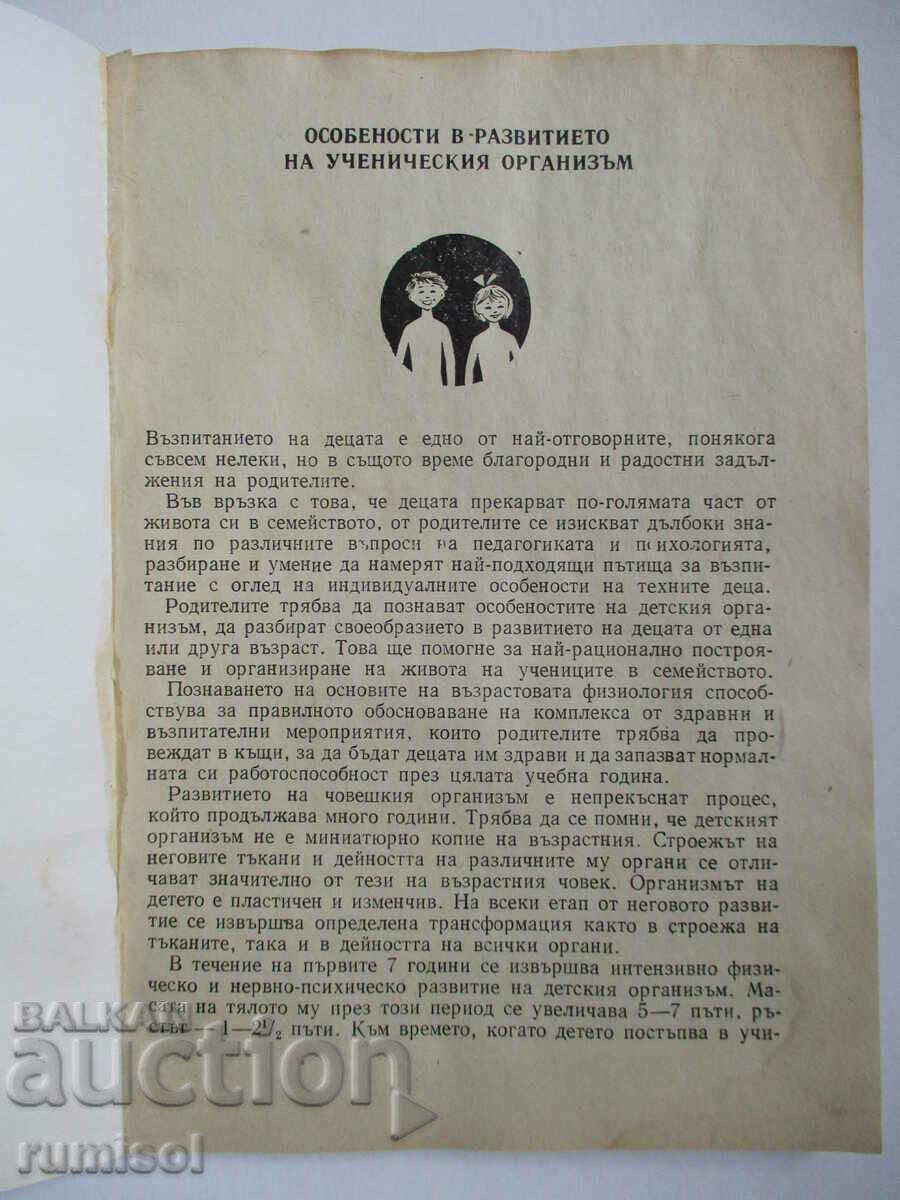 ОСОБЕНОСТИ В РАЗВИТИЕТО
НА УЧЕНИЧЕСКИЯ ОРГАНИЗЪМ
Възпитанието на децата е едно от най-отговорните, понякога
съвсем нелеки, но в същото време благородни и радостни задъл-
жения на родителите.
Във връзка с това, че децата прекарват по-голямата част от
живота си в семейството, от родителите се изискват дълбоки зна-
ния по различните въпроси на педагогиката и психологията,
разбиране и умение да намерят най-подходящи пътища за възпи-
тание с оглед на индивидуалните особености на техните деца.
Родителите трябва да познават особеностите на детския орга-
низъм, да разбират своеобразието в развитието на децата от една
или друга възраст. Това ще помогне за най-рационално построя-
ване и организиране на живота на учениците в семейството.
Познаването на основите на възрастовата физиология способ-
ствува за правилното обосноваване на комплекса от здравни и
възпитателни мероприятия, които родителите трябва да про-
веждат в къщи, за да бъдат децата им здрави и да запазват нормал-
ната си работоспособност през цялата учебна година.
Развитието на човешкия организъм е непрекъснат процес,
който продължава много години. Трябва да се помни, че детският
организъм не е миниатюрно копие на възрастния. Строежът на
неговите тъкани и дейността на различните му органи се отли-
чават значително от тези на възрастния човек. Организмът на
детето е пластичен и изменчив. На всеки етап от неговото разви-
тие се извършва определена трансформация както в строежа на
тъканите, така и в дейността на всички органи.
В течение на първите 7 години се извършва интензивно физи-
ческо и нервно-психическо развитие на детския организъм. Ма-
сата на тялото му през този период се увеличава 5—7 пъти, ръ-
стът — 1—2½ пъти. Към времето, когато детето постъпва в учи-
BALKAN
auction
rumisol